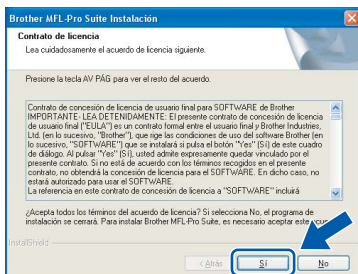 Brother MFL-Pro Suite Instalación
Contrato de licencia
Lea cuidadosamente el acuerdo de licencia siguiente.
Presione la tecla AV PÁG para ver el resto del acuerdo.
Contrato de concesión de licencia de usuario final para SOFTWARE de Brother
IMPORTANTE- LEA DETENIDAMENTE: El presente contrato de concesión de licencia
de usuario final ("EULA") es un contrato formal entre el usuario final y Brother Industries,
Ltd. (en lo sucesivo, "Brother"), que rige las condiciones de uso del software Brother (en
lo sucesivo, "SOFTWARE") que se instalará si pulsa el botón "Yes" (Sí) de este cuadro
de diálogo. Al pulsar "Yes" (Sí), usted admite expresamente quedar vinculado por el
presente contrato. Si no está de acuerdo con los términos recogidos en el presente
contrato, no obtendrá la concesión de licencia para el SOFTWARE. En dicho caso, no
estará autorizado para usar el SOFTWARE.
La referencia en este contrato de concesión de licencia a "SOFTWARE" incluirá
¿Acepta todos los términos del acuerdo de licencia? Si selecciona No, el programa de
instalación se cerrará. Para instalar Brother MFL-Pro Suite, es necesario aceptar este
InstallShield
< Atrás
Sí
No